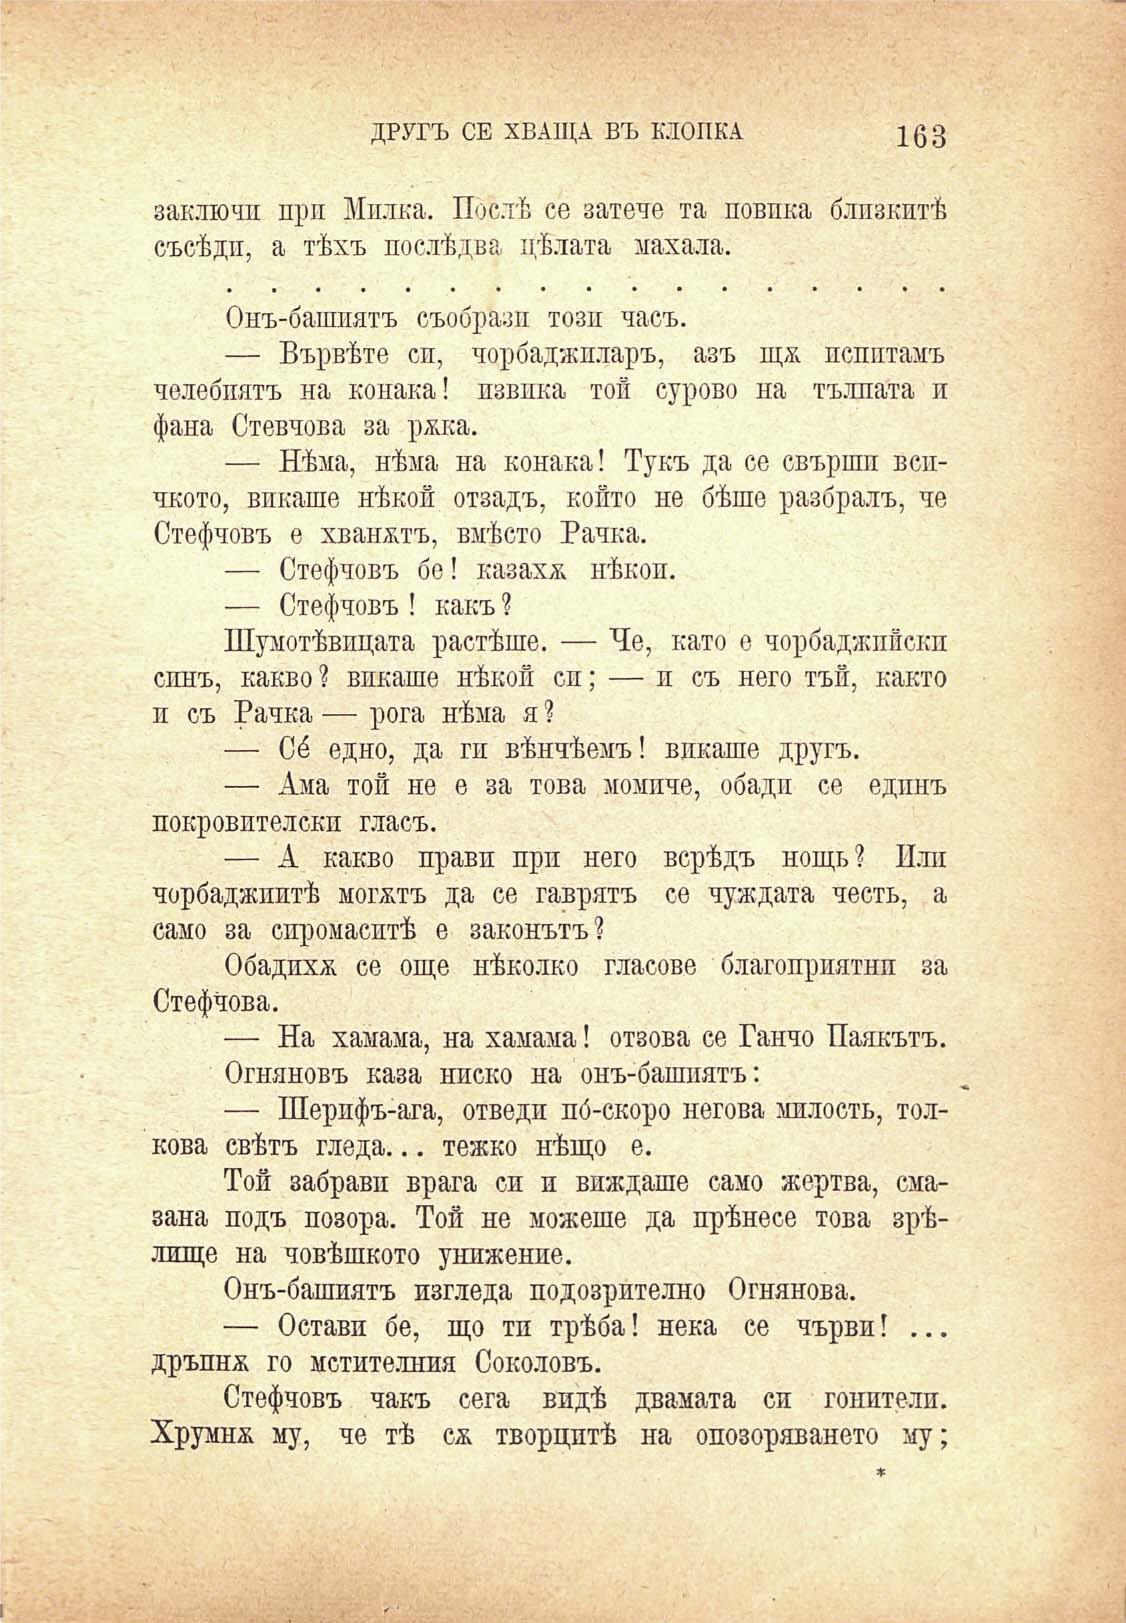 ДРУГЪ СЕ ХВАЩА ВЪ КЛОПКА 163
заключи при Милка. Послѣ се затече та повика близкитѣ
съсѣди, а тѣхъ послѣдва цѣлата махала.
. . . . . . . . . . . . . . . . .
Онъ-башиятъ съобрази този часъ.
— Вървѣте си, чорбаджиларъ, азъ щѫ испитамъ
челебиятъ на конака! извика той сурово на тълпата и
фана Стевчова за рѫка.
— Нѣма, нѣма на конака! Тукъ да се свърши вси-
чкото, викаше нѣкой отзадъ, който не бѣше разбралъ, че
Стефчовъ е хванѫтъ, вмѣсто Рачка.
— Стефчовъ бе! казахѫ нѣкои.
— Стефчовъ! какъ?
Шумотѣвицата растѣше. — Че, като е чорбаджийски
синъ, какво? викаше нѣкой си; — и съ него тъй, както
и съ Рачка — рога нѣма я?
— Сé едно, да ги вѣнчѣемъ! викаше другъ.
— Ама той не е за това момиче, обади се единъ
покровителски гласъ.
— А какво прави при него всрѣдъ нощь? Или
чорбаджиитѣ могѫтъ да се гаврятъ се чуждата честь, а
само за сиромаситѣ е законътъ?
Обадихѫ се още нѣколко гласове благоприятни за
Стефчова.
— На хамама, на хамама! отзова се Ганчо Паякътъ.
Огняновъ каза ниско на онъ-башиятъ:
— Шерифъ-ага, отведи пó-скоро негова милость, тол-
кова свѣтъ гледа... тежко нѣщо е.
Той забрави врага си и виждаше само жертва, сма-
зана подъ позора. Той не можеше да прѣнесе това зрѣ-
лище на човѣшкото унижение.
Онъ-башиятъ изгледа подозрително Огнянова.
— Остави бе, що ти трѣба! нека се чърви! ...
дръпнѫ го мстителния Соколовъ.
Стефчовъ чакъ сега видѣ двамата си гонители.
Хрумнѫ му, че тѣ сѫ творцитѣ на опозоряването му;
*